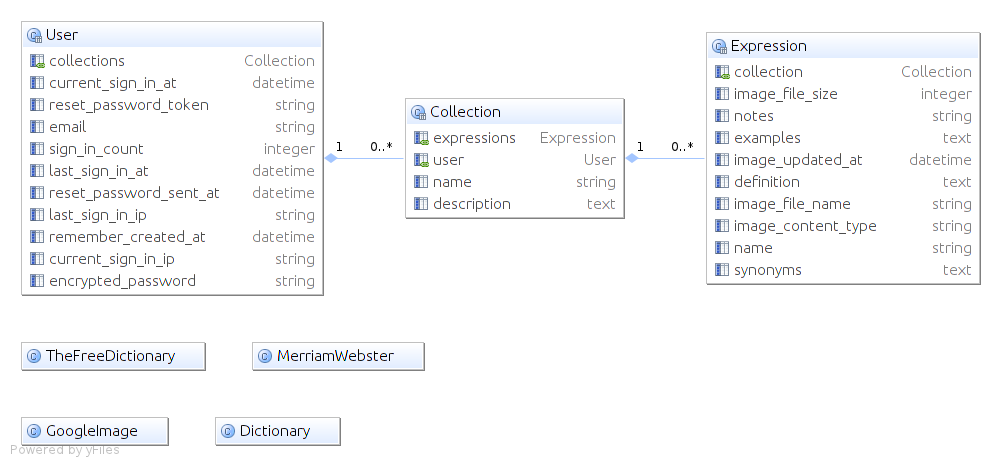 User
collections Collection
current_sign_in_at datetime
reset_password_token string
email string
sign_in_count integer
last_sign_in_at datetime
reset_password_sent_at datetime
last_sign_in_ip string
remember_created_at datetime
current_sign_in_ip string
encrypted_password string
1 0..*
Collection
expressions Expression
user User
name string
description text
1 0..*
Expression
collection Collection
image_file_size integer
notes string
examples text
image_updated_at datetime
definition text
image_file_name string
image_content_type string
name string
synonyms text
TheFreeDictionary
MerriamWebster
GoogleImage
Dictionary
Powered by yFiles